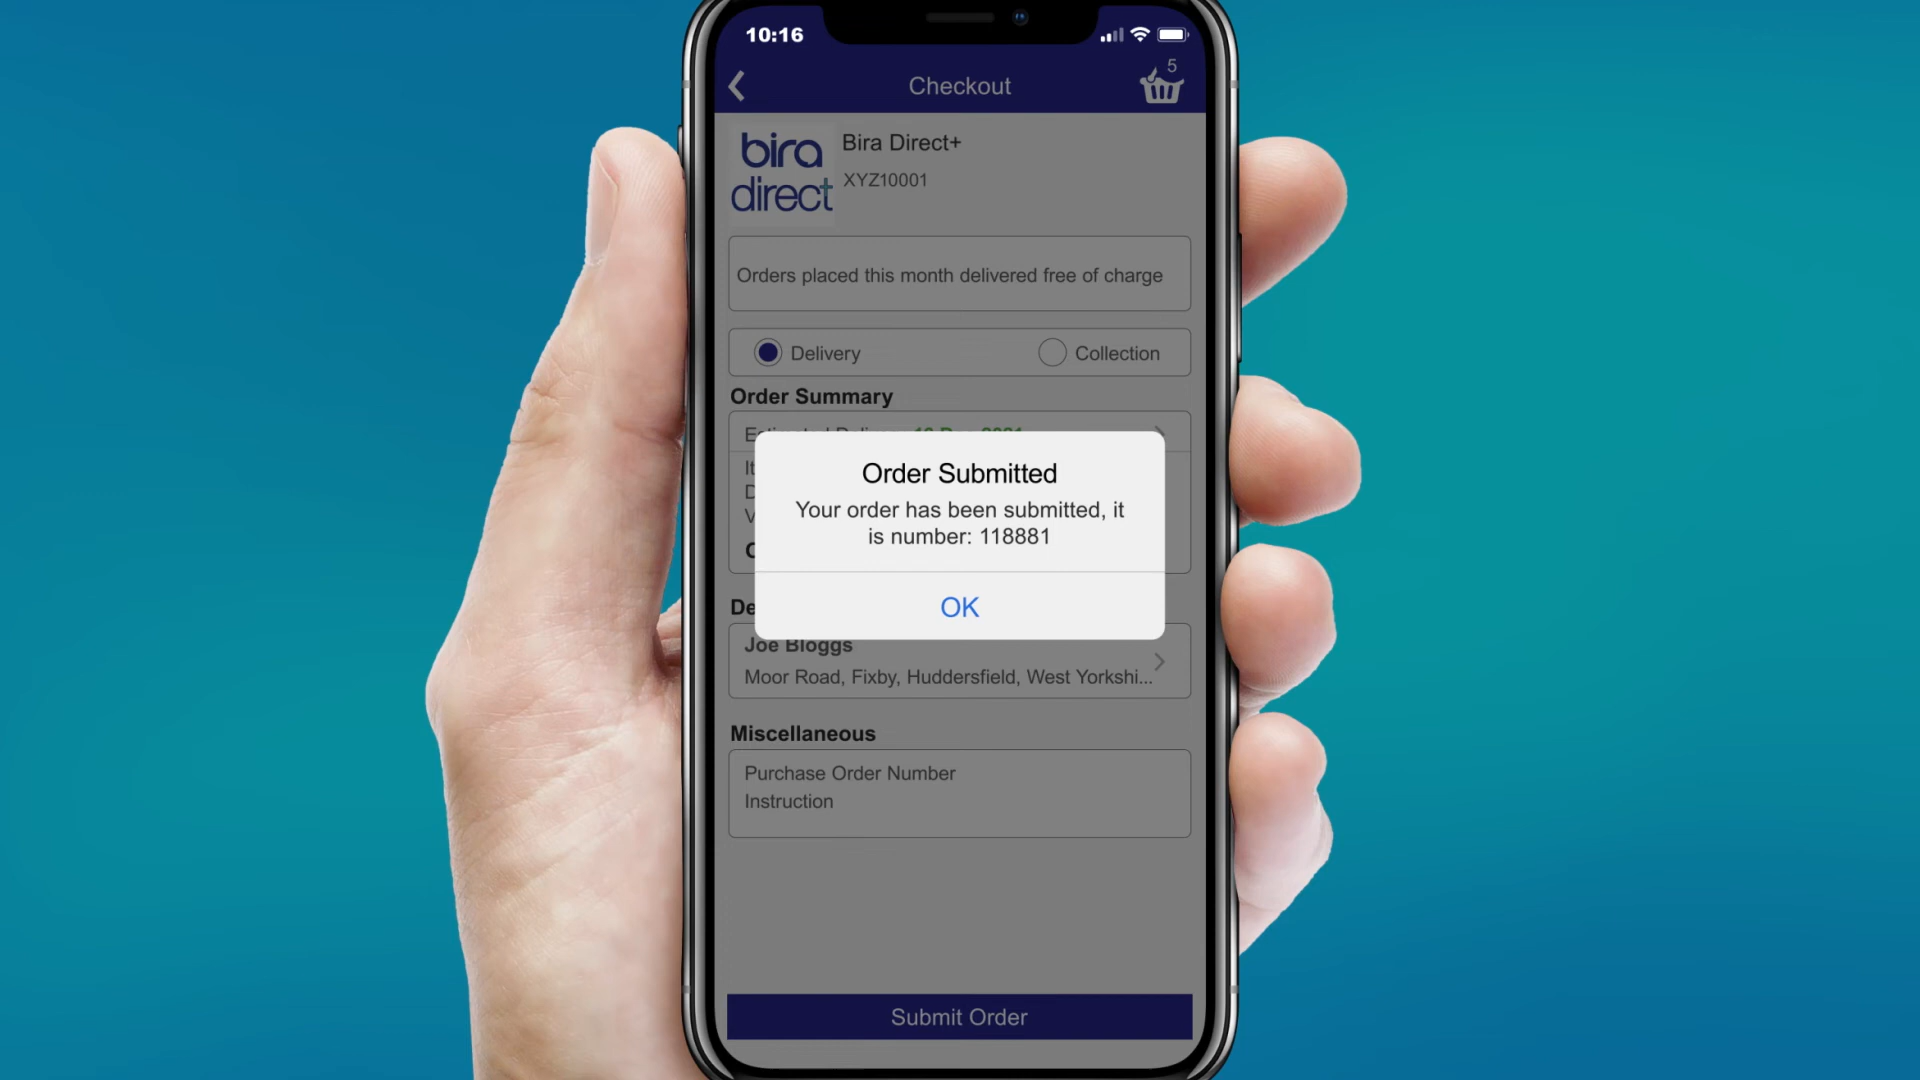 10:16
5
Checkout
bira
direct
Bira Direct+
XYZ10001
Orders placed this month delivered free of charge
Delivery
Collection
Order Summary
Order Submitted
Your order has been submitted, it
is number: 118881
OK
Joe Bloggs
Moor Road, Fixby, Huddersfield, West Yorkshi...
Miscellaneous
Purchase Order Number
Instruction
Submit Order